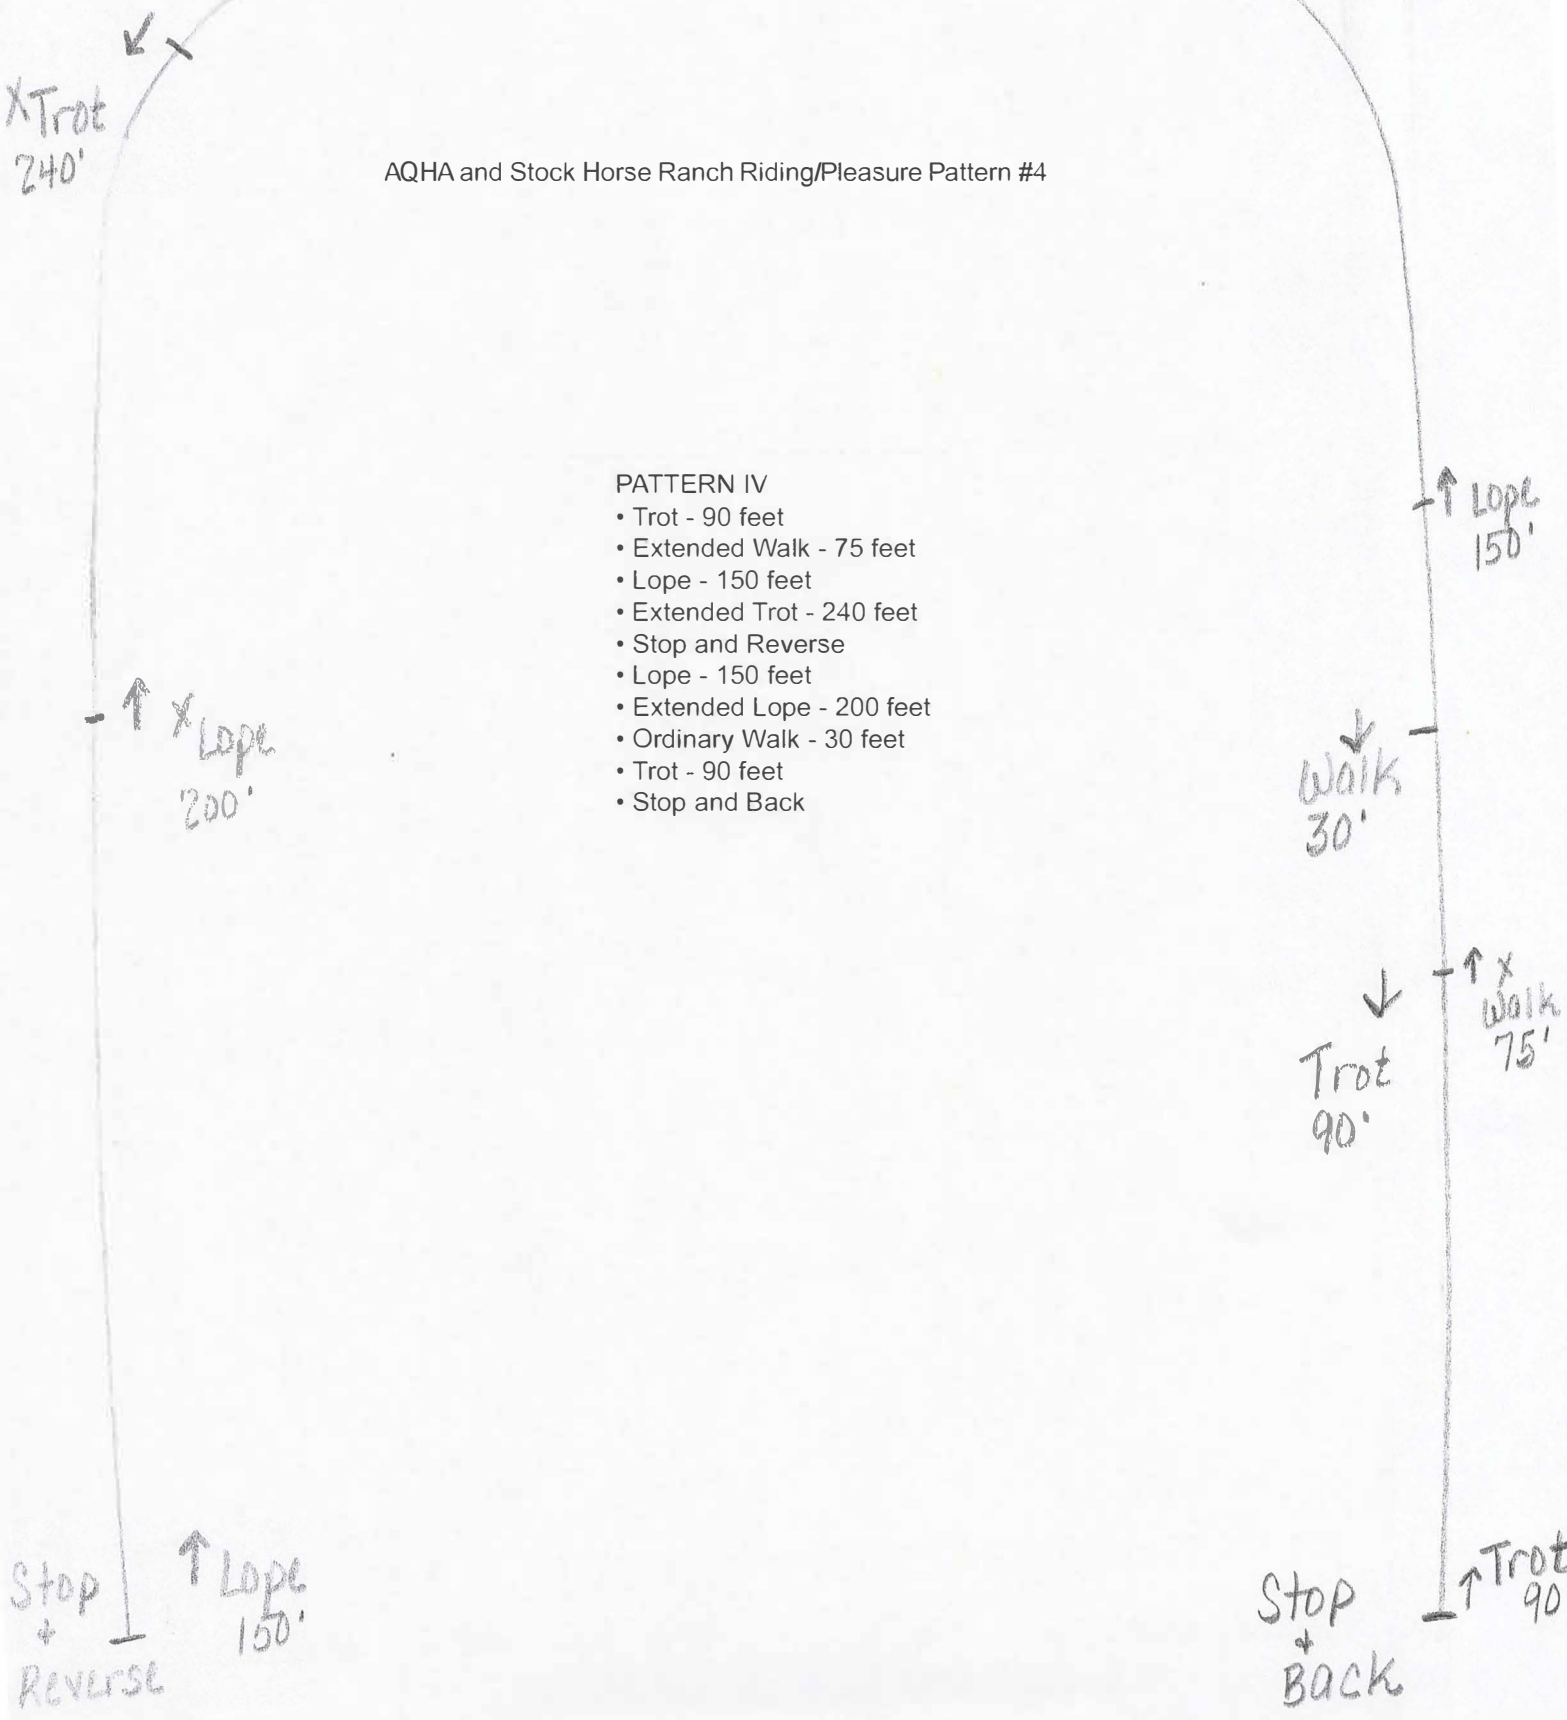 X Trot
240'
AQHA and Stock Horse Ranch Riding/Pleasure Pattern #4
PATTERN IV
• Trot - 90 feet
• Extended Walk - 75 feet
• Lope - 150 feet
• Extended Trot - 240 feet
• Stop and Reverse
• Lope - 150 feet
• Extended Lope - 200 feet
• Ordinary Walk - 30 feet
• Trot - 90 feet
• Stop and Back
Lope
150'
X Lope
200'
Walk
30'
X
Walk
75'
Trot
90'
Stop
+
Reverse
Lope
150'
Stop
+
Back
Trot
90